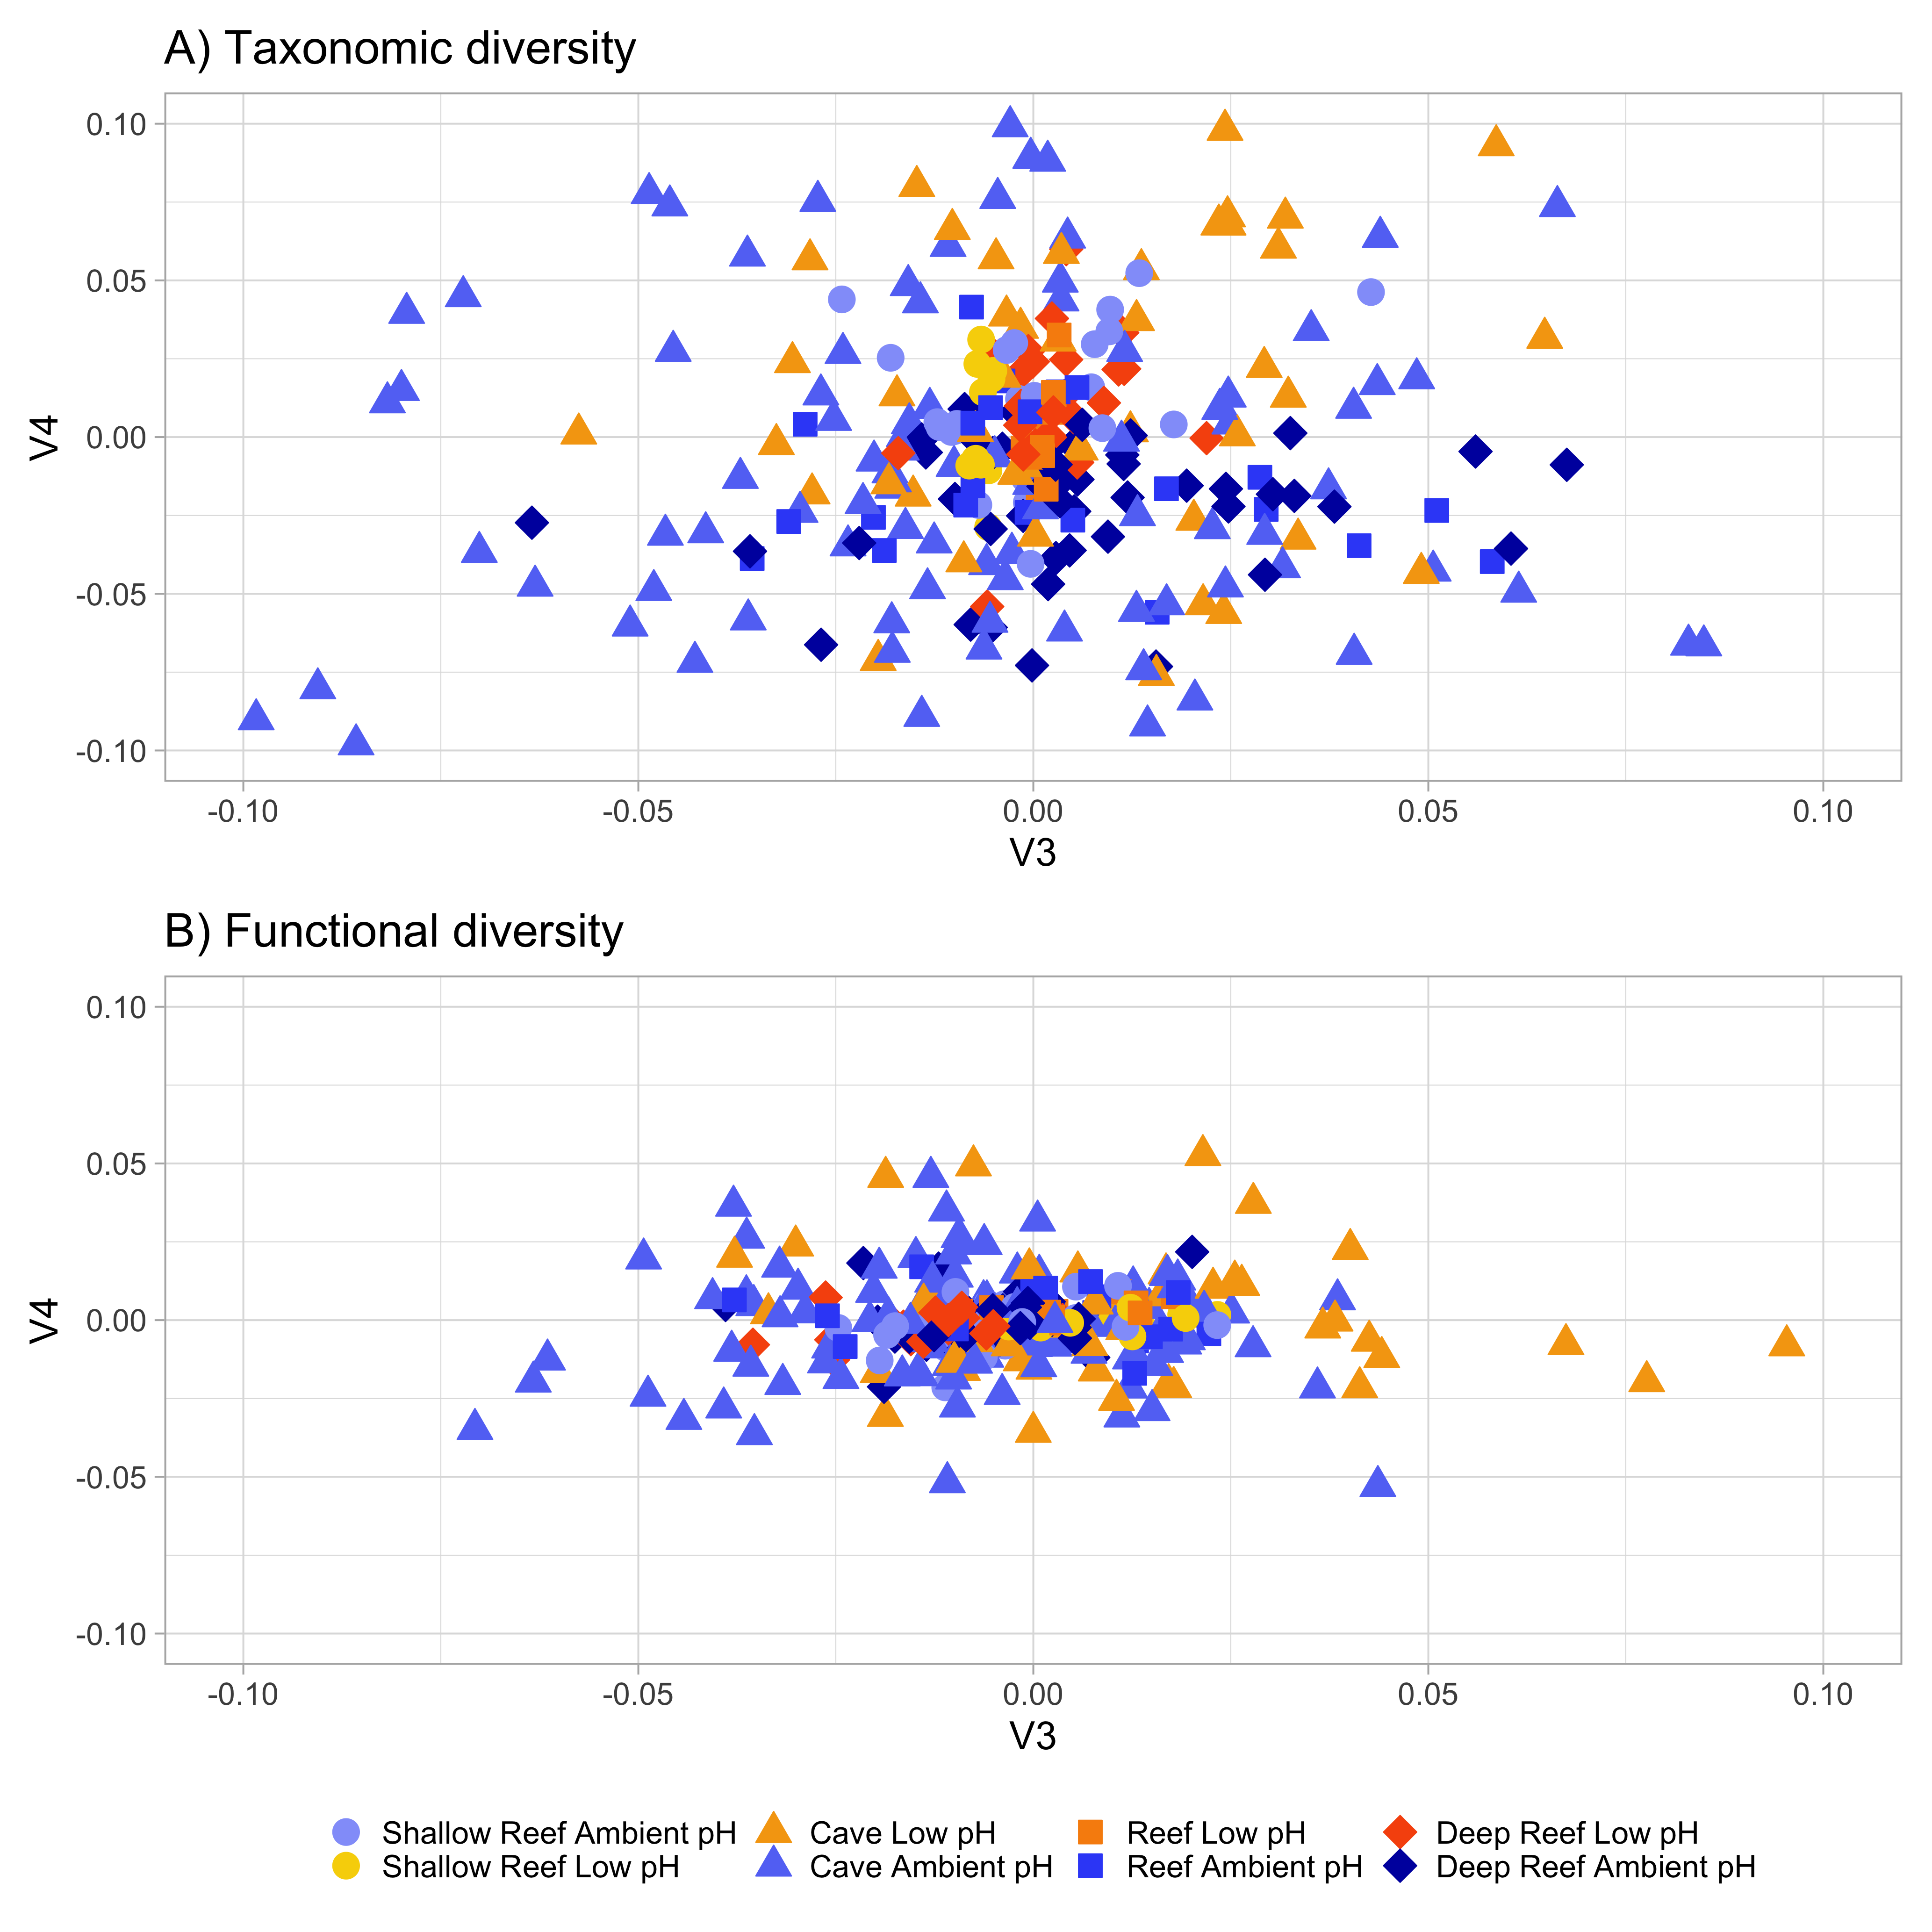 A) Taxonomic diversity
0.10
0.05
0.00
-0.05
-0.10
V4
-0.10 -0.05 0.00 0.05 0.10
V3
B) Functional diversity
0.10
0.05
0.00
-0.05
-0.10
V4
-0.10 -0.05 0.00 0.05 0.10
V3
Shallow Reef Ambient pH Cave Low pH Reef Low pH Deep Reef Low pH
Shallow Reef Low pH Cave Ambient pH Reef Ambient pH Deep Reef Ambient pH